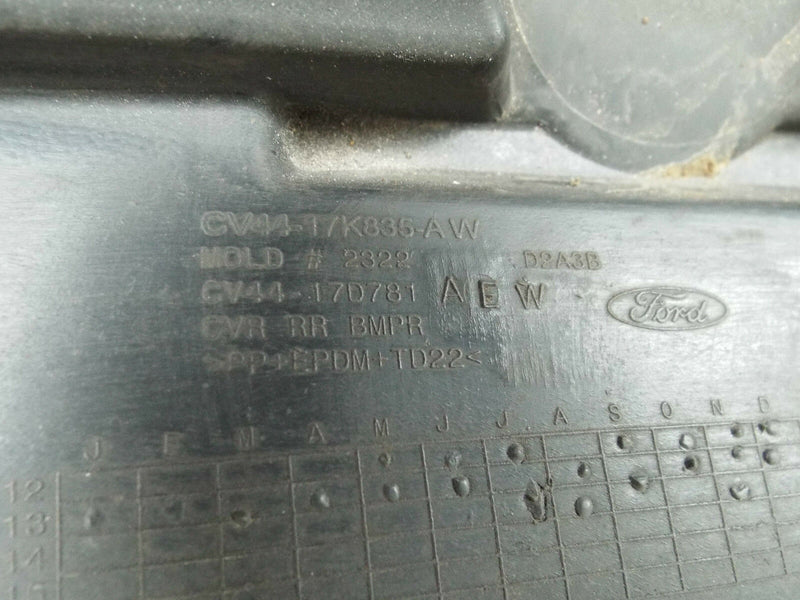 CV44-17K835-AW
MOLD # 2322 D2A3B
CV44-17D781 AEW Ford
CVR RR BMPR
>PP+EPDM+TD22<
J F M A M J J A S O N D
12
13
14